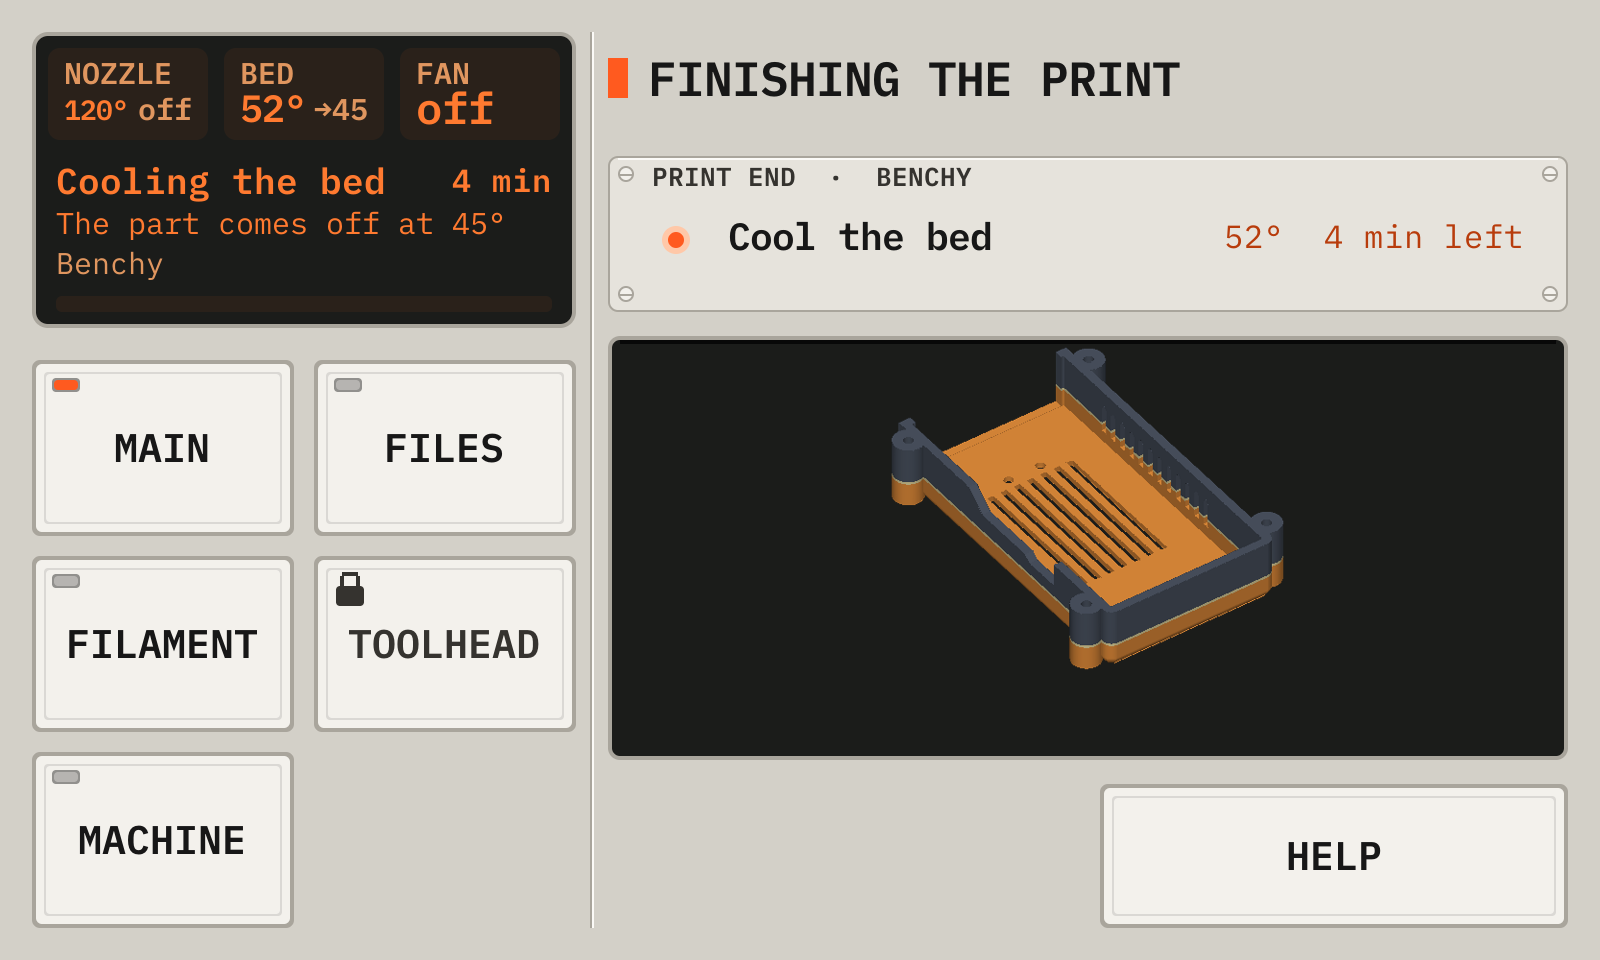 NOZZLE
120° off
BED
52° →45
FAN
off
Cooling the bed 4 min
The part comes off at 45°
Benchy
MAIN
FILES
FILAMENT
TOOLHEAD
MACHINE
FINISHING THE PRINT
PRINT END · BENCHY
Cool the bed 52° 4 min left
HELP